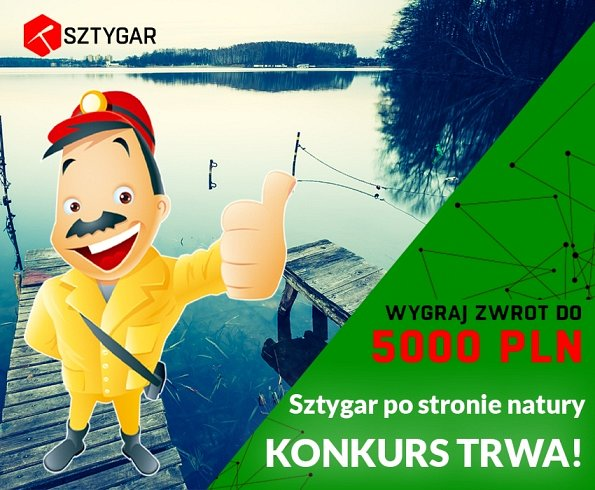 SZTYGAR
WYGRAJ ZWROT DO
5000 PLN
Sztygar po stronie natury
KONKURS TRWA!